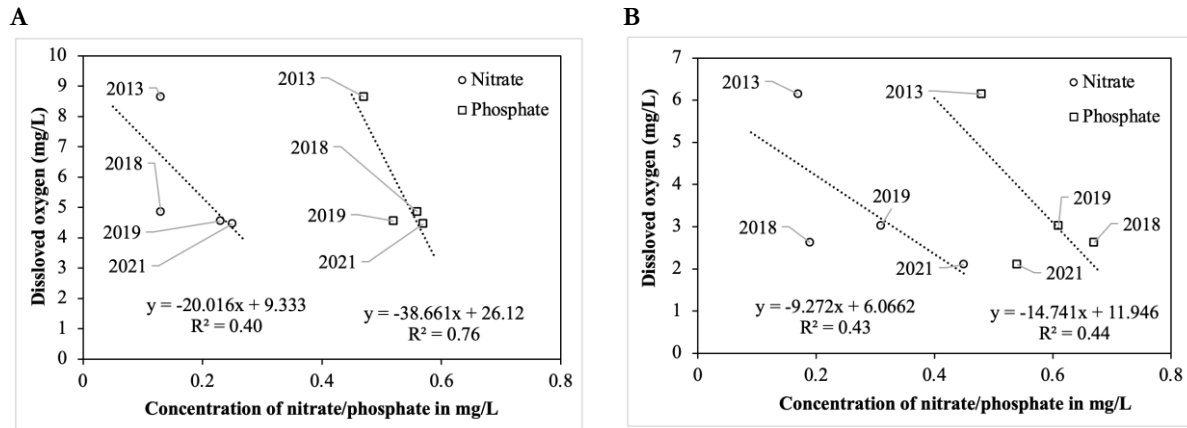 A
10
9
8
7
6
5
4
3
2
1
0
0
0.2
0.4
0.6
0.8
Dissloved oxygen (mg/L)
Concentration of nitrate/phosphate in mg/L
Nitrate
Phosphate
2013
2018
2019
2021
2013
2018
2019
2021
y = -20.016x + 9.333
R² = 0.40
y = -38.661x + 26.12
R² = 0.76
B
7
6
5
4
3
2
1
0
0
0.2
0.4
0.6
0.8
Dissloved oxygen (mg/L)
Concentration of nitrate/phosphate in mg/L
Nitrate
Phosphate
2013
2018
2019
2021
2013
2019
2018
2021
y = -9.272x + 6.0662
R² = 0.43
y = -14.741x + 11.946
R² = 0.44